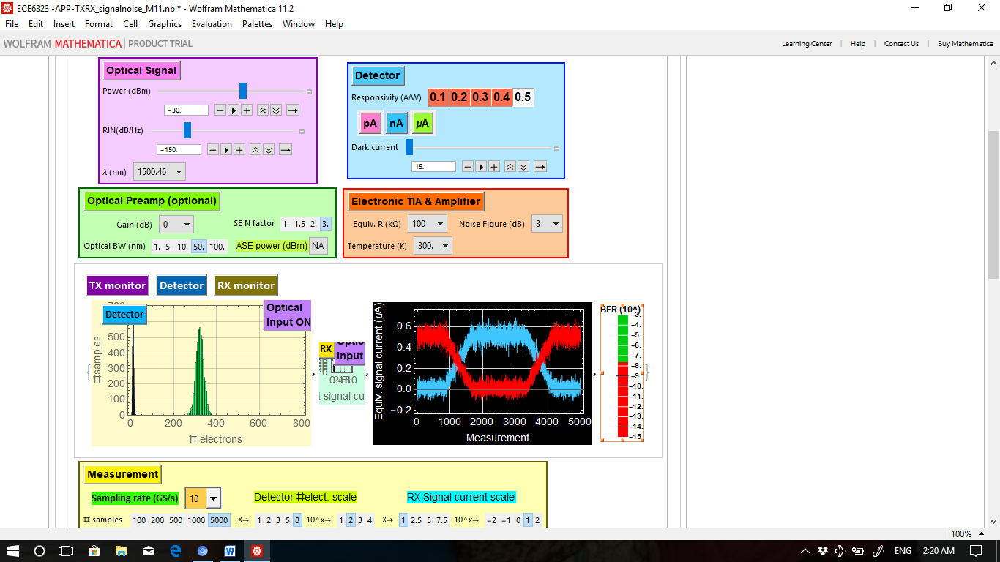 ECE6323 -APP-TXRX_signalnoise_M11.nb * - Wolfram Mathematica 11.2
File Edit Insert Format Cell Graphics Evaluation Palettes Window Help
WOLFRAM MATHEMATICA | PRODUCT TRIAL Learning Center | Help | Contact Us | Buy Mathematica
Optical Signal
Power (dBm)
-30.
RIN(dB/Hz)
-150.
λ (nm) 1500.46
Detector
Responsivity (A/W) 0.1 0.2 0.3 0.4 0.5
pA nA μA
Dark current
15.
Optical Preamp (optional)
Gain (dB) 0 SE N factor 1. 1.5 2. 3.
Optical BW (nm) 1. 5. 10. 50. 100. ASE power (dBm) NA
Electronic TIA & Amplifier
Equiv. R (kΩ) 100 Noise Figure (dB) 3
Temperature (K) 300.
TX monitor Detector RX monitor
Detector
Optical
Input ON
#samples
700
500
400
300
200
100
0
0 200 400 600 800
# electrons
RX
Input
t signal cu
Equiv. signal current (μA)
0.6
0.4
0.2
0.0
-0.2
0 1000 2000 3000 4000 5000
Measurement
BER (10^)
-3.
-4.
-5.
-6.
-7.
-8.
-9.
-10.
-11.
-12.
-13.
-14.
-15
Measurement
Sampling rate (GS/s) 10 Detector #elect. scale RX Signal current scale
# samples 100 200 500 1000 5000 X→ 1 2 3 5 8 10^x→ 1 2 3 4 X→ 1 2.5 5 7.5 10^x→ -2 -1 0 1 2
100%
ENG 2:20 AM